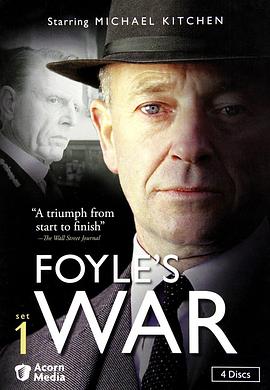 Starring MICHAEL KITCHEN
“A triumph from
start to finish”
—The Wall Street Journal
FOYLE’S
set
1
WAR
Acorn
Media
4 Discs